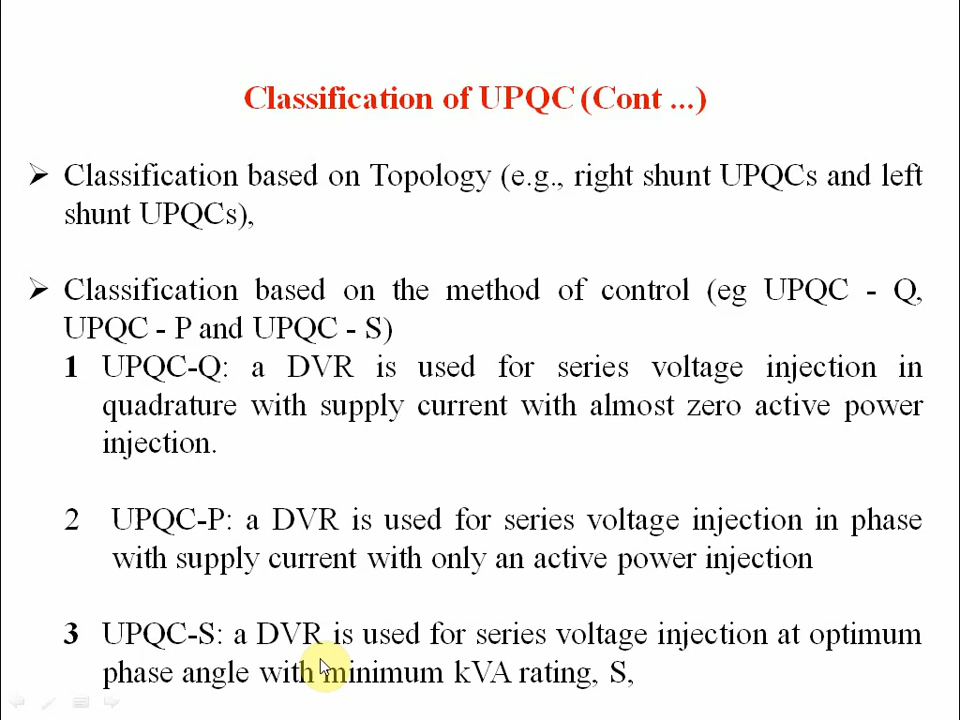 Classification of UPQC (Cont ...)
➢ Classification based on Topology (e.g., right shunt UPQCs and left
shunt UPQCs),
➢ Classification based on the method of control (eg UPQC - Q,
UPQC - P and UPQC - S)
1 UPQC-Q: a DVR is used for series voltage injection in
quadrature with supply current with almost zero active power
injection.
2 UPQC-P: a DVR is used for series voltage injection in phase
with supply current with only an active power injection
3 UPQC-S: a DVR is used for series voltage injection at optimum
phase angle with minimum kVA rating, S,